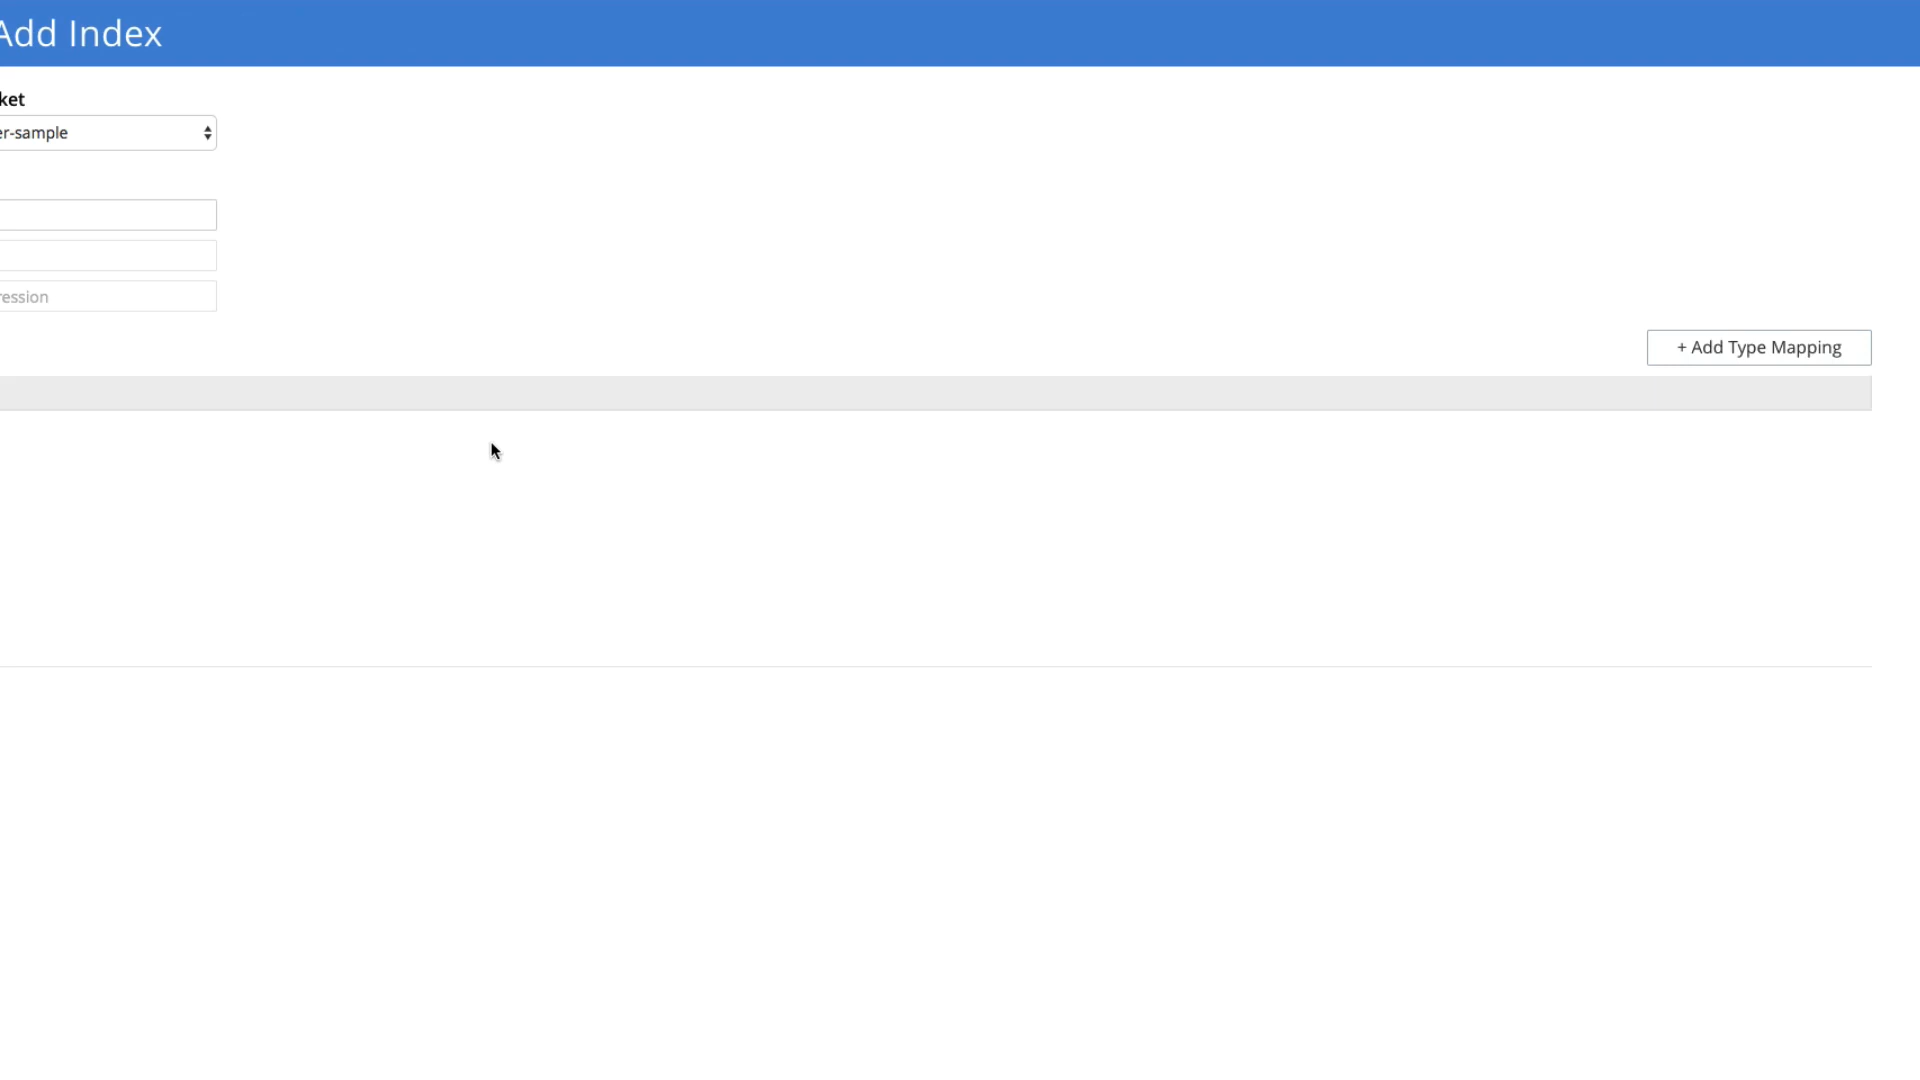 Add Index
ket
er-sample
ression
+ Add Type Mapping